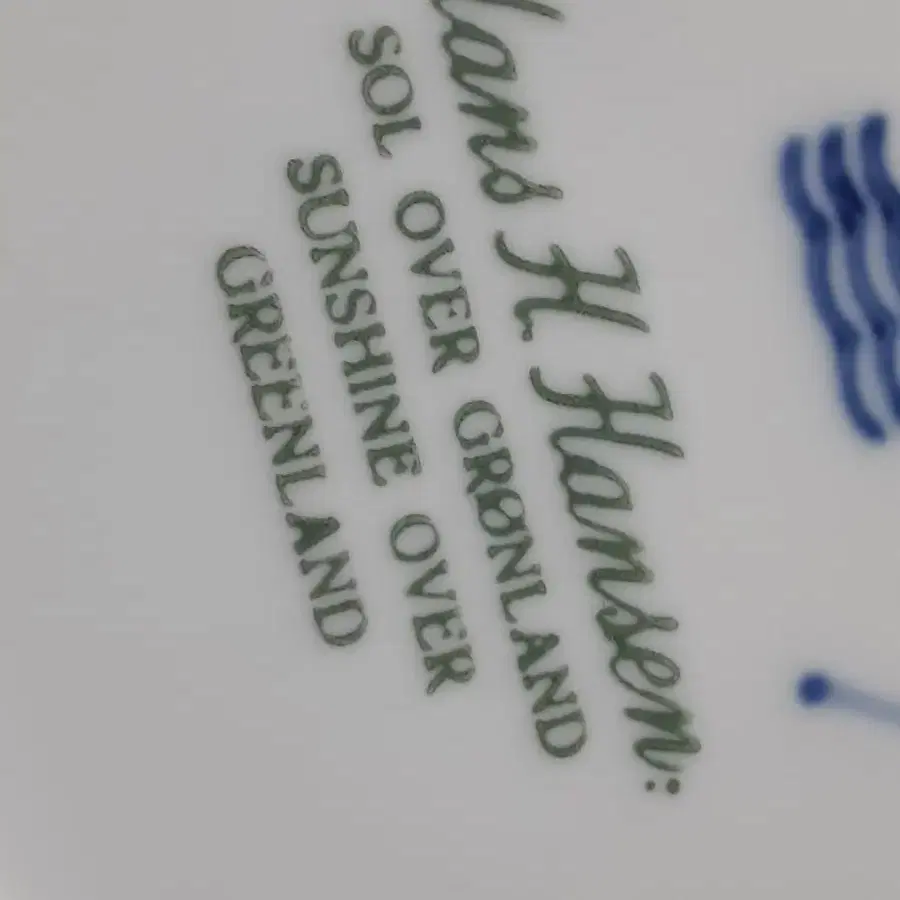 Hans H. Hansen:
SOL OVER GRØNLAND
SUNSHINE OVER
GREENLAND